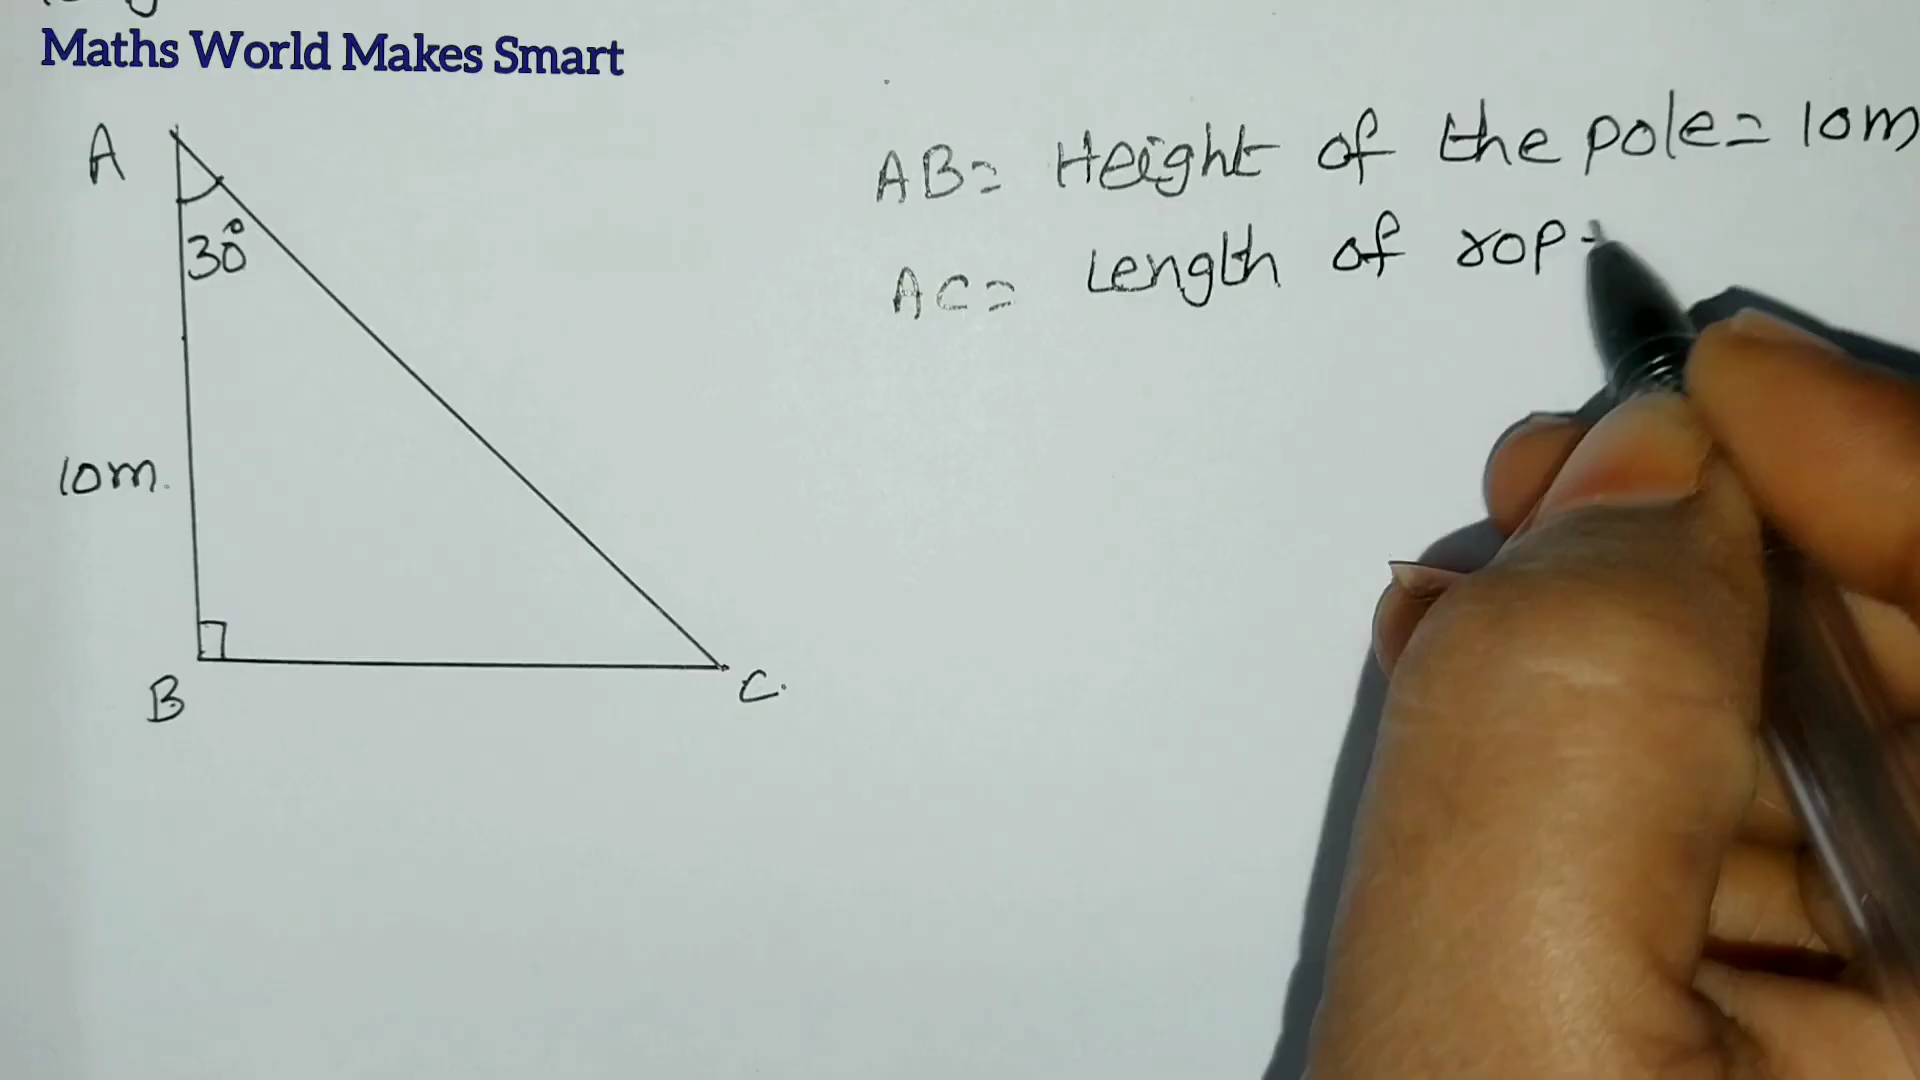 Maths World Makes Smart
A
30°
10m.
B
C.
AB= Height of the pole= 10m
AC= Length of rop